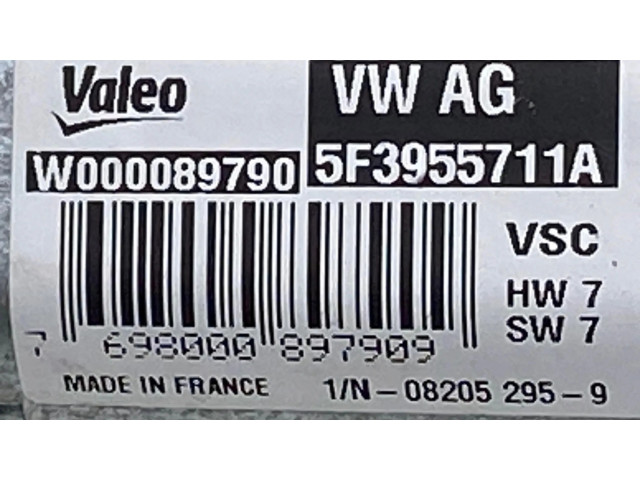 Valeo VW AG
W000089790 5F3955711A
VSC
HW 7
SW 7
7 698000 897909
MADE IN FRANCE 1/N-08205 295-9